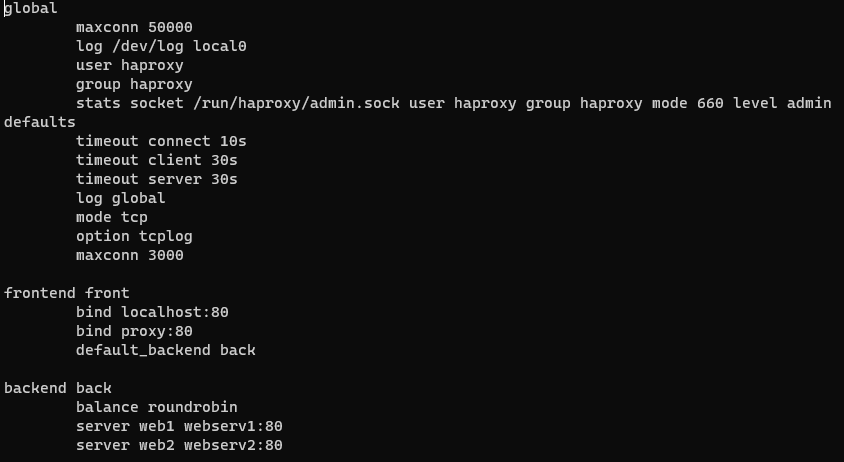 global
        maxconn 50000
        log /dev/log local0
        user haproxy
        group haproxy
        stats socket /run/haproxy/admin.sock user haproxy group haproxy mode 660 level admin
defaults
        timeout connect 10s
        timeout client 30s
        timeout server 30s
        log global
        mode tcp
        option tcplog
        maxconn 3000

frontend front
        bind localhost:80
        bind proxy:80
        default_backend back

backend back
        balance roundrobin
        server web1 webserv1:80
        server web2 webserv2:80